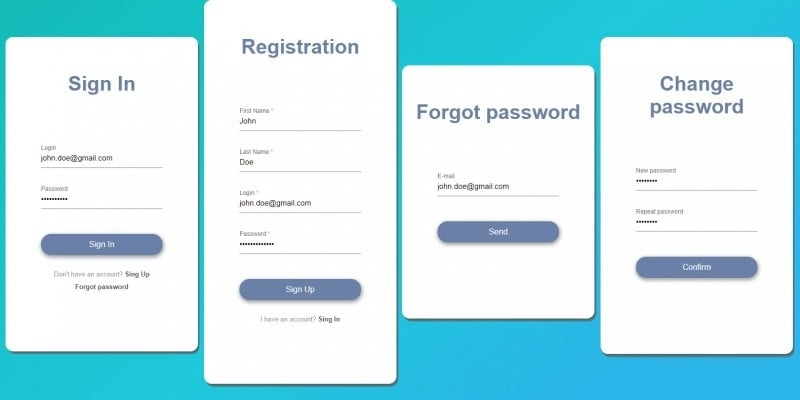 Sign In
Login
john.doe@gmail.com
Password
••••••••••
Sign In
Don't have an account? Sing Up
Forgot password
Registration
First Name *
John
Last Name *
Doe
Login *
john.doe@gmail.com
Password *
•••••••••••••
Sign Up
I have an account? Sing In
Forgot password
E-mail
john.doe@gmail.com
Send
Change
password
New password
••••••••
Repeat password
••••••••
Confirm